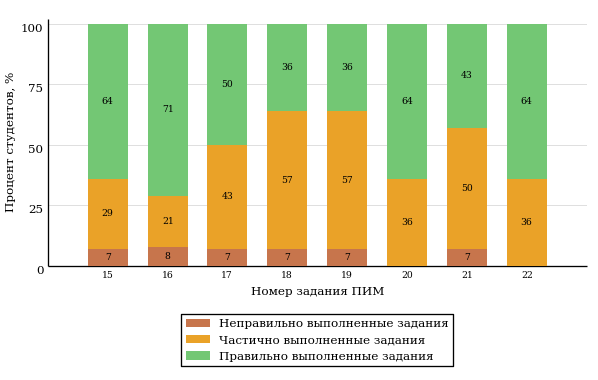 Процент студентов, %
100
75
50
25
0
64 71 50 36 36 64 43 64
29 21 43 57 57 36 50 36
7 8 7 7 7 7
15 16 17 18 19 20 21 22
Номер задания ПИМ
Неправильно выполненные задания
Частично выполненные задания
Правильно выполненные задания